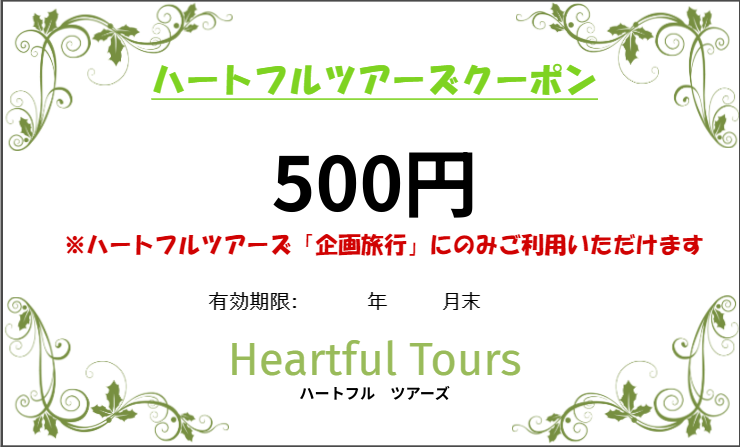 ハートフルツアーズクーポン
500円
※ハートフルツアーズ「企画旅行」にのみご利用いただけます
有効期限:　　　年　　　月末
Heartful Tours
ハートフル　ツアーズ